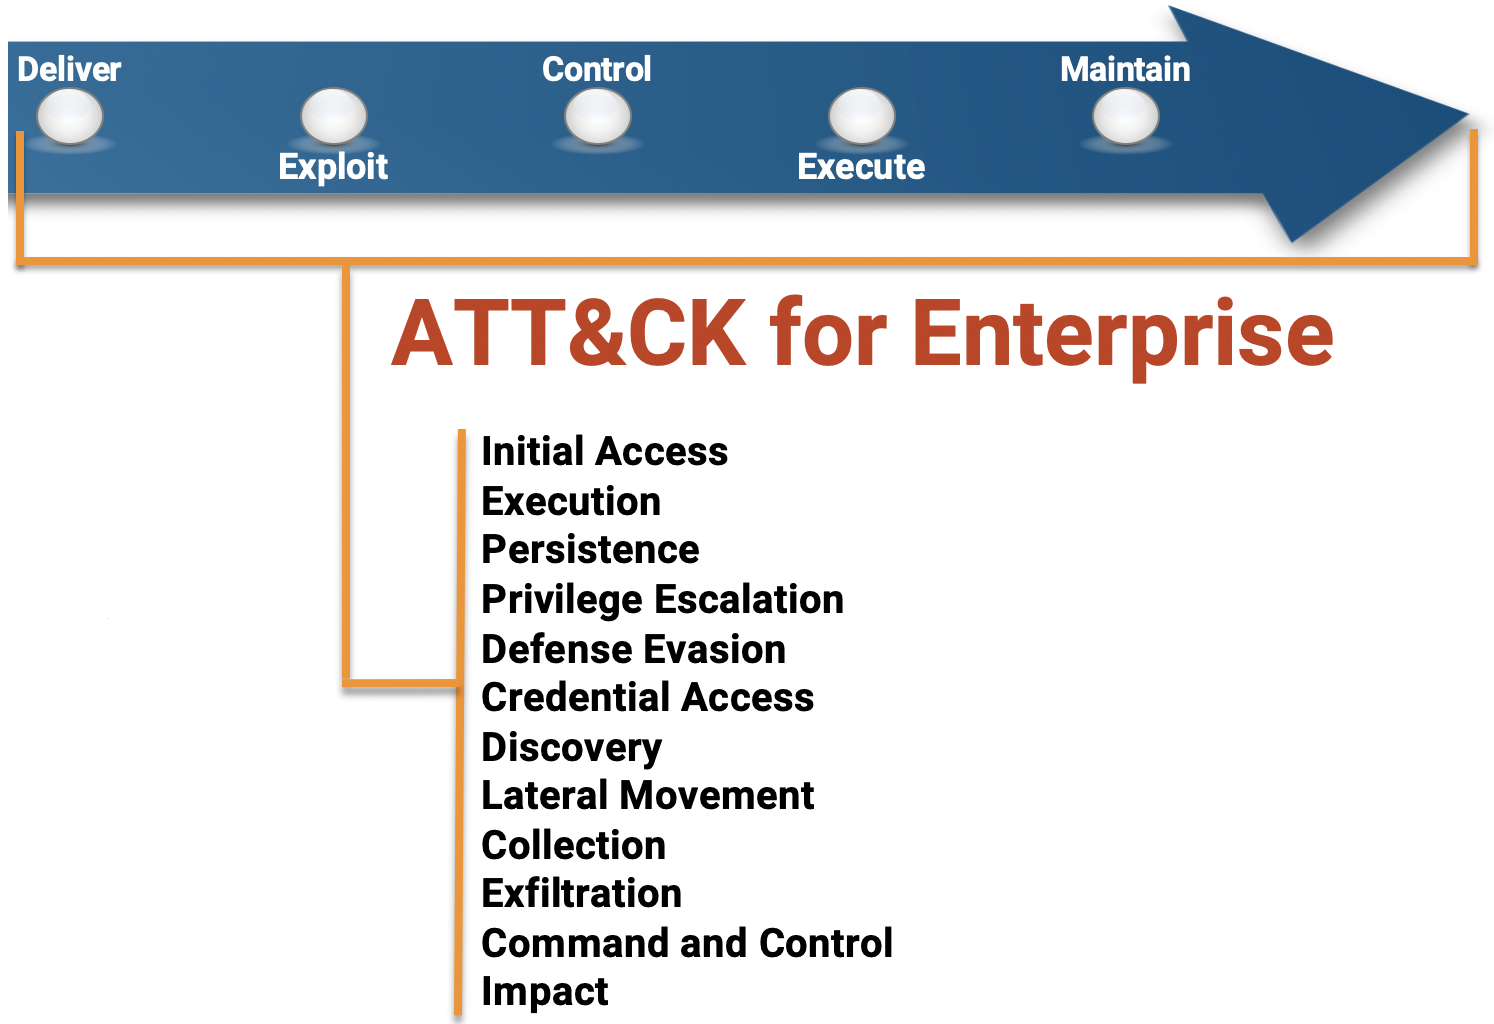 Deliver
Control
Maintain
Exploit
Execute
ATT&CK for Enterprise
Initial Access
Execution
Persistence
Privilege Escalation
Defense Evasion
Credential Access
Discovery
Lateral Movement
Collection
Exfiltration
Command and Control
Impact